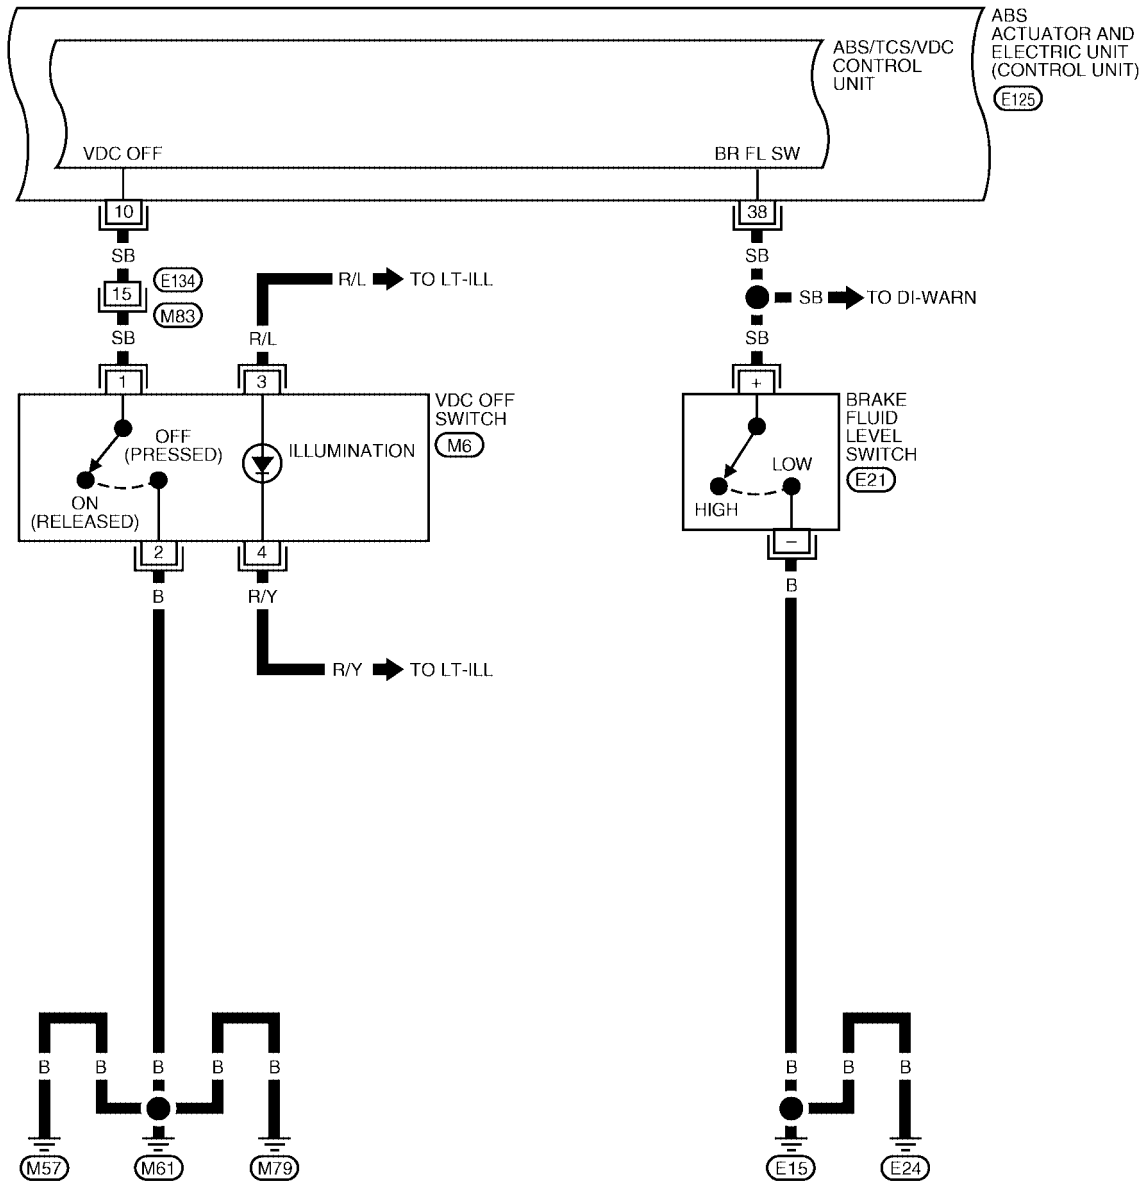 ABS
ACTUATOR AND
ELECTRIC UNIT
(CONTROL UNIT)
E125
ABS/TCS/VDC
CONTROL
UNIT
VDC OFF
BR FL SW
10
38
SB
SB
15
E134
M83
R/L
TO LT-ILL
SB
TO DI-WARN
SB
R/L
SB
1
3
+
VDC OFF
SWITCH
M6
OFF
(PRESSED)
ON
(RELEASED)
ILLUMINATION
BRAKE
FLUID
LEVEL
SWITCH
E21
LOW
HIGH
2
4
–
B
R/Y
B
R/Y
TO LT-ILL
B
B
B
B
B
B
B
B
M57
M61
M79
E15
E24